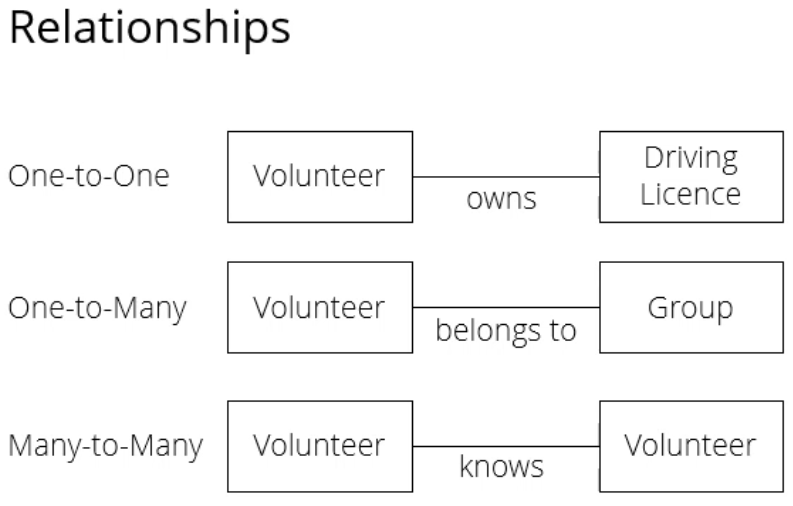 Relationships
One-to-One
Volunteer
owns
Driving
Licence
One-to-Many
Volunteer
belongs to
Group
Many-to-Many
Volunteer
knows
Volunteer